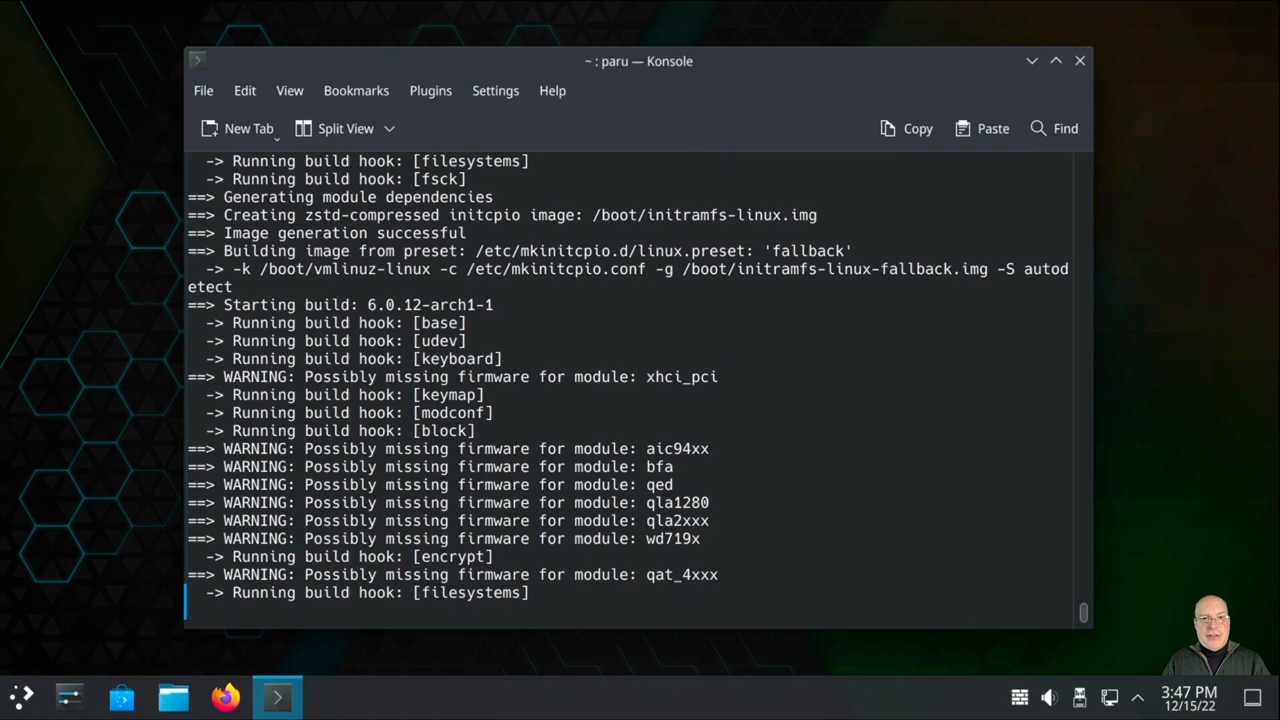 ~ : paru — Konsole
File Edit View Bookmarks Plugins Settings Help
New Tab Split View Copy Paste Find
-> Running build hook: [filesystems]
-> Running build hook: [fsck]
==> Generating module dependencies
==> Creating zstd-compressed initcpio image: /boot/initramfs-linux.img
==> Image generation successful
==> Building image from preset: /etc/mkinitcpio.d/linux.preset: 'fallback'
-> -k /boot/vmlinuz-linux -c /etc/mkinitcpio.conf -g /boot/initramfs-linux-fallback.img -S autod
etect
==> Starting build: 6.0.12-arch1-1
-> Running build hook: [base]
-> Running build hook: [udev]
-> Running build hook: [keyboard]
==> WARNING: Possibly missing firmware for module: xhci_pci
-> Running build hook: [keymap]
-> Running build hook: [modconf]
-> Running build hook: [block]
==> WARNING: Possibly missing firmware for module: aic94xx
==> WARNING: Possibly missing firmware for module: bfa
==> WARNING: Possibly missing firmware for module: qed
==> WARNING: Possibly missing firmware for module: qla1280
==> WARNING: Possibly missing firmware for module: qla2xxx
==> WARNING: Possibly missing firmware for module: wd719x
-> Running build hook: [encrypt]
==> WARNING: Possibly missing firmware for module: qat_4xxx
-> Running build hook: [filesystems]
3:47 PM
12/15/22